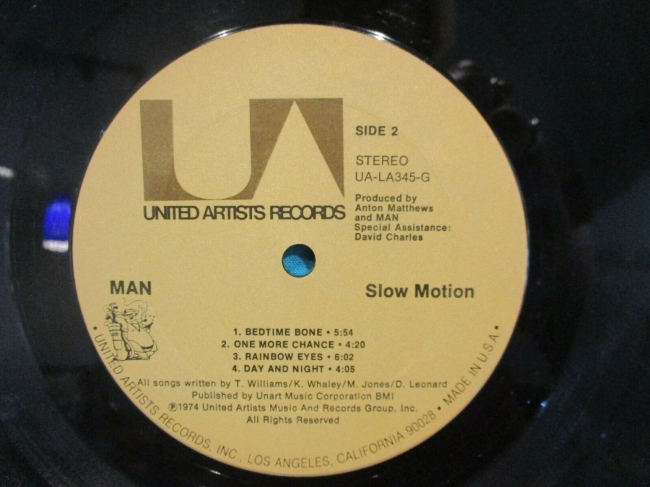 UA
SIDE 2
STEREO
UA-LA345-G
UNITED ARTISTS RECORDS
Produced by
Anton Matthews
and MAN
Special Assistance:
David Charles
MAN
Slow Motion
1. BEDTIME BONE • 5:54
2. ONE MORE CHANCE • 4:20
3. RAINBOW EYES • 6:02
4. DAY AND NIGHT • 4:05
All songs written by T. Williams/K. Whaley/M. Jones/D. Leonard
Published by Unart Music Corporation BMI
℗1974 United Artists Music And Records Group, Inc.
All Rights Reserved
• UNITED ARTISTS RECORDS, INC., LOS ANGELES, CALIFORNIA 90028 • MADE IN U.S.A. •